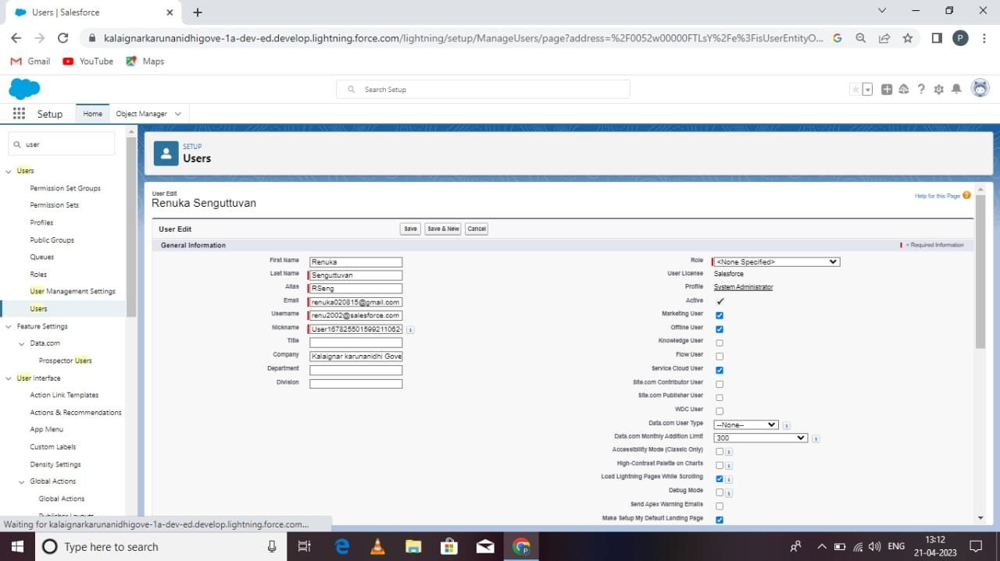 Users | Salesforce
kalaignarkarunanidhigove-1a-dev-ed.develop.lightning.force.com/lightning/setup/ManageUsers/page?address=%2F0052w00000FTLsY%2Fe%3FisUserEntityO...
P
Gmail
YouTube
Maps
Search Setup
Setup
Home
Object Manager
user
Users
Permission Set Groups
Permission Sets
Profiles
Public Groups
Queues
Roles
User Management Settings
Users
Feature Settings
Data.com
Prospector Users
User Interface
Action Link Templates
Actions & Recommendations
App Menu
Custom Labels
Density Settings
Global Actions
Global Actions
Publisher Layouts
SETUP
Users
User Edit
Renuka Senguttuvan
Help for this Page
User Edit
Save
Save & New
Cancel
General Information
= Required Information
First Name Renuka
Last Name Senguttuvan
Alias RSeng
Email renuka020815@gmail.com
Username renu2002@salesforce.com
Nickname User16782550159921106​2
Title
Company Kalaignar karunanidhi Gove
Department
Division
Role <None Specified>
User License Salesforce
Profile System Administrator
Active
Marketing User
Offline User
Knowledge User
Flow User
Service Cloud User
Site.com Contributor User
Site.com Publisher User
WDC User
Data.com User Type --None--
Data.com Monthly Addition Limit 300
Accessibility Mode (Classic Only)
High-Contrast Palette on Charts
Load Lightning Pages While Scrolling
Debug Mode
Send Apex Warning Emails
Make Setup My Default Landing Page
Waiting for kalaignarkarunanidhigove-1a-dev-ed.develop.lightning.force.com...
Type here to search
ENG
13:12
21-04-2023